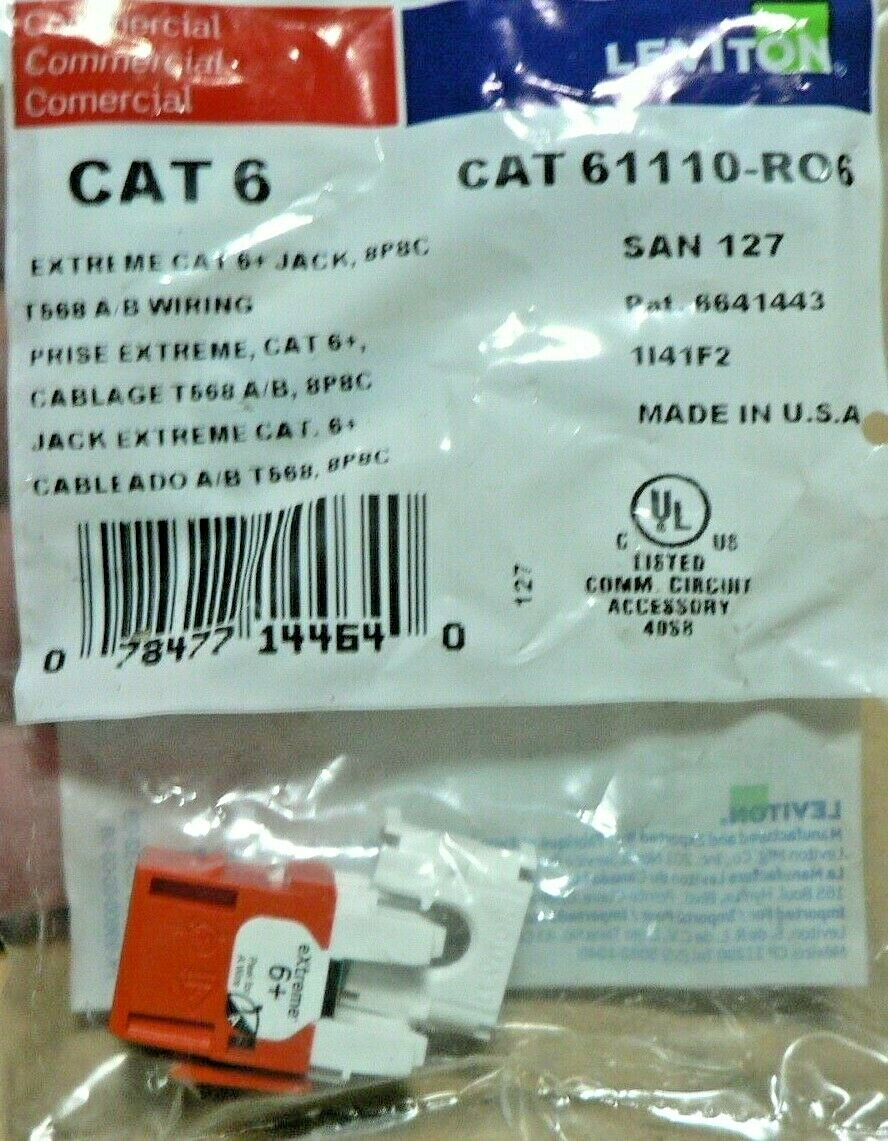 Commercial
Commercial
Comercial
LEVITON
CAT 6
CAT 61110-RO6
EXTREME CAT 6+ JACK, 8P8C
T568 A/B WIRING
PRISE EXTREME, CAT 6+,
CABLAGE T568 A/B, 8P8C
JACK EXTREME CAT. 6+
CABLEADO A/B T568, 8P8C
SAN 127
Pat. 6641443
1I41F2
MADE IN U.S.A
UL
C US
LISTED
COMM. CIRCUIT
ACCESSORY
40S8
127
0 78477 14464 0
LEVITON
eXtreme
6+